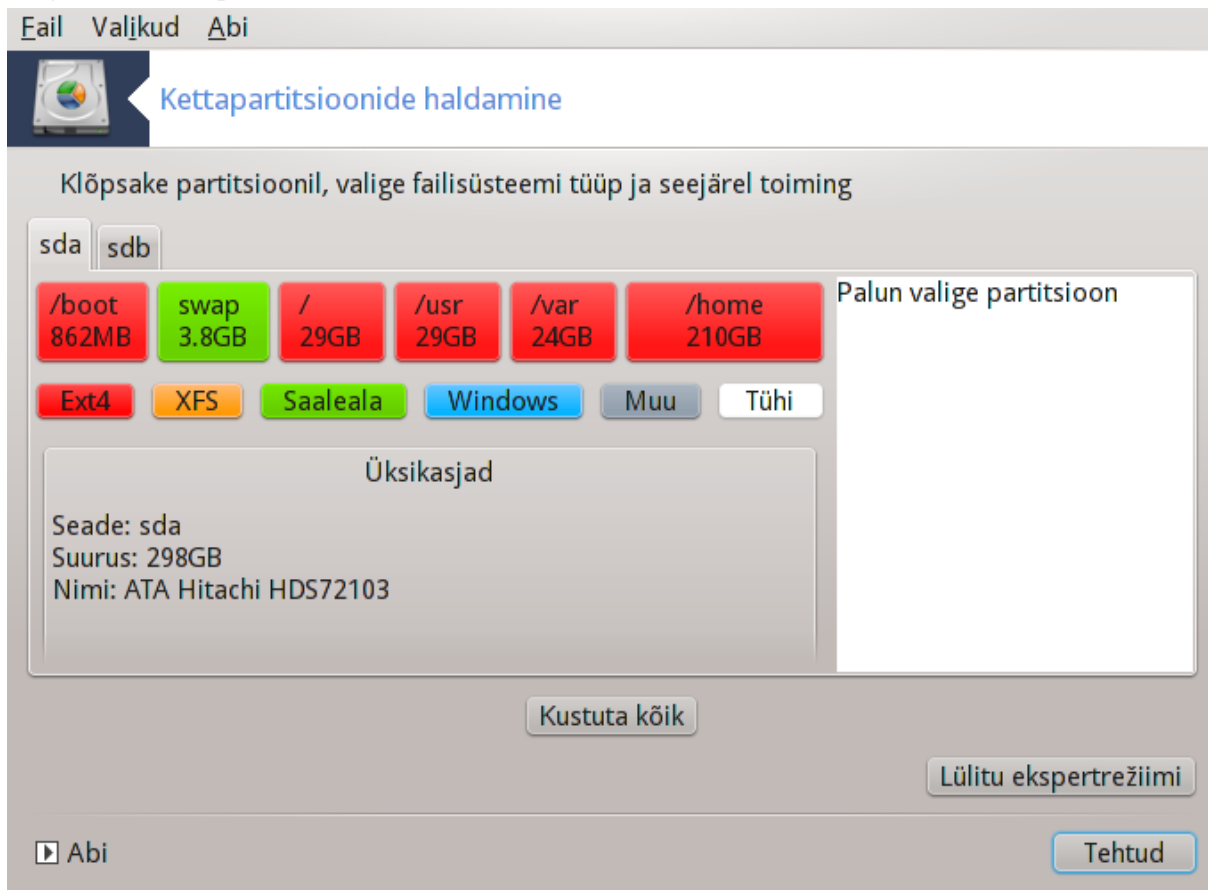 Fail Valikud Abi
Kettapartitsioonide haldamine
Klõpsake partitsioonil, valige failisüsteemi tüüp ja seejärel toiming
sda sdb
/boot swap / /usr /var /home
862MB 3.8GB 29GB 29GB 24GB 210GB
Palun valige partitsioon
Ext4 XFS Saaleala Windows Muu Tühi
Üksikasjad
Seade: sda
Suurus: 298GB
Nimi: ATA Hitachi HDS72103
Kustuta kõik
Lülitu ekspertrežiimi
Abi Tehtud